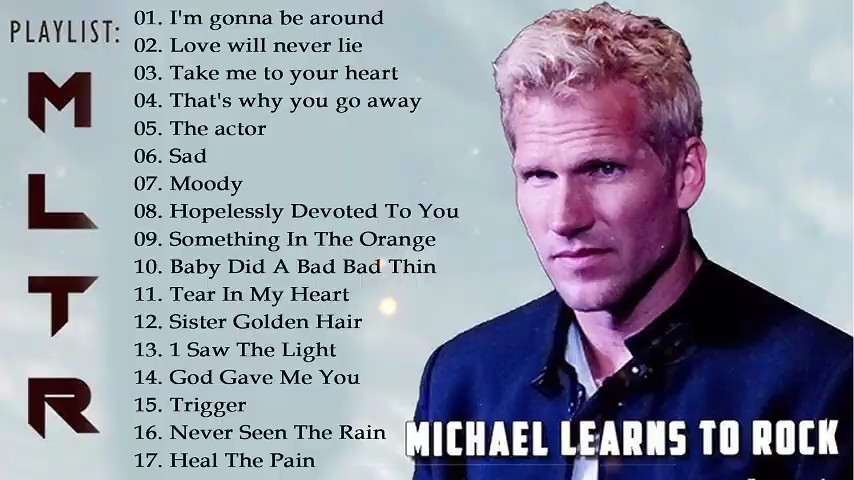 PLAYLIST:
M
L
T
R
01. I'm gonna be around
02. Love will never lie
03. Take me to your heart
04. That's why you go away
05. The actor
06. Sad
07. Moody
08. Hopelessly Devoted To You
09. Something In The Orange
10. Baby Did A Bad Bad Thin
11. Tear In My Heart
12. Sister Golden Hair
13. 1 Saw The Light
14. God Gave Me You
15. Trigger
16. Never Seen The Rain
17. Heal The Pain
MICHAEL LEARNS TO ROCK